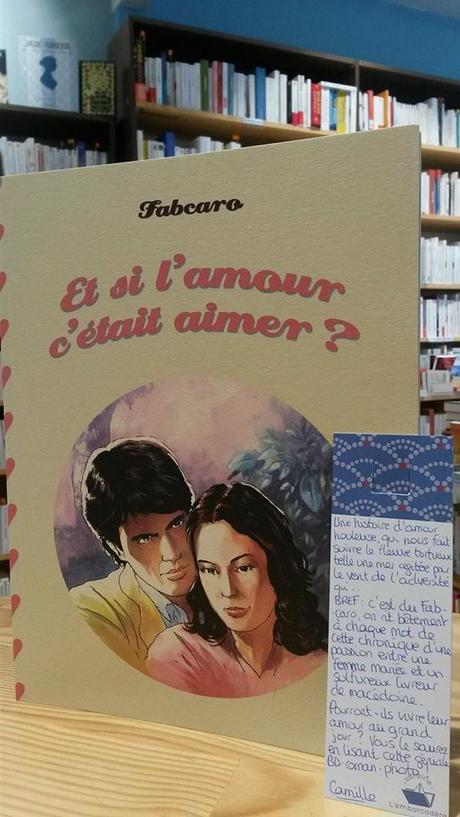 Fabcaro
Et si l'amour
c'était aimer ?
Une histoire d'amour
houleuse, qui nous fait
suivre le fleuve tortueux
telle une mer agitée par
le vent de l'adversité
qui...
BREF : c'est du Fab-
caro, on rit bêtement
à chaque mot de
cette chronique d'une
passion entre une
femme mariée et un
sulfureux livreur
de macédoine.
Pourront-ils vivre leur
amour au grand
jour ? Vous le saurez
en lisant cette géniale
BD-roman-photo
Camille
librairie
L'embarcadère